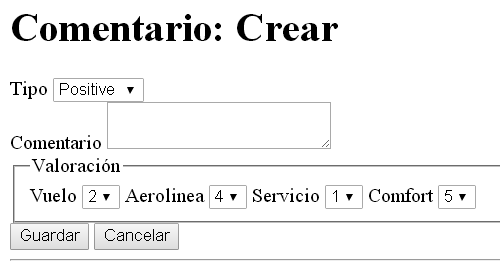 Comentario: Crear
Tipo Positive
Comentario
Valoración
Vuelo 2 Aerolinea 4 Servicio 1 Comfort 5
Guardar Cancelar